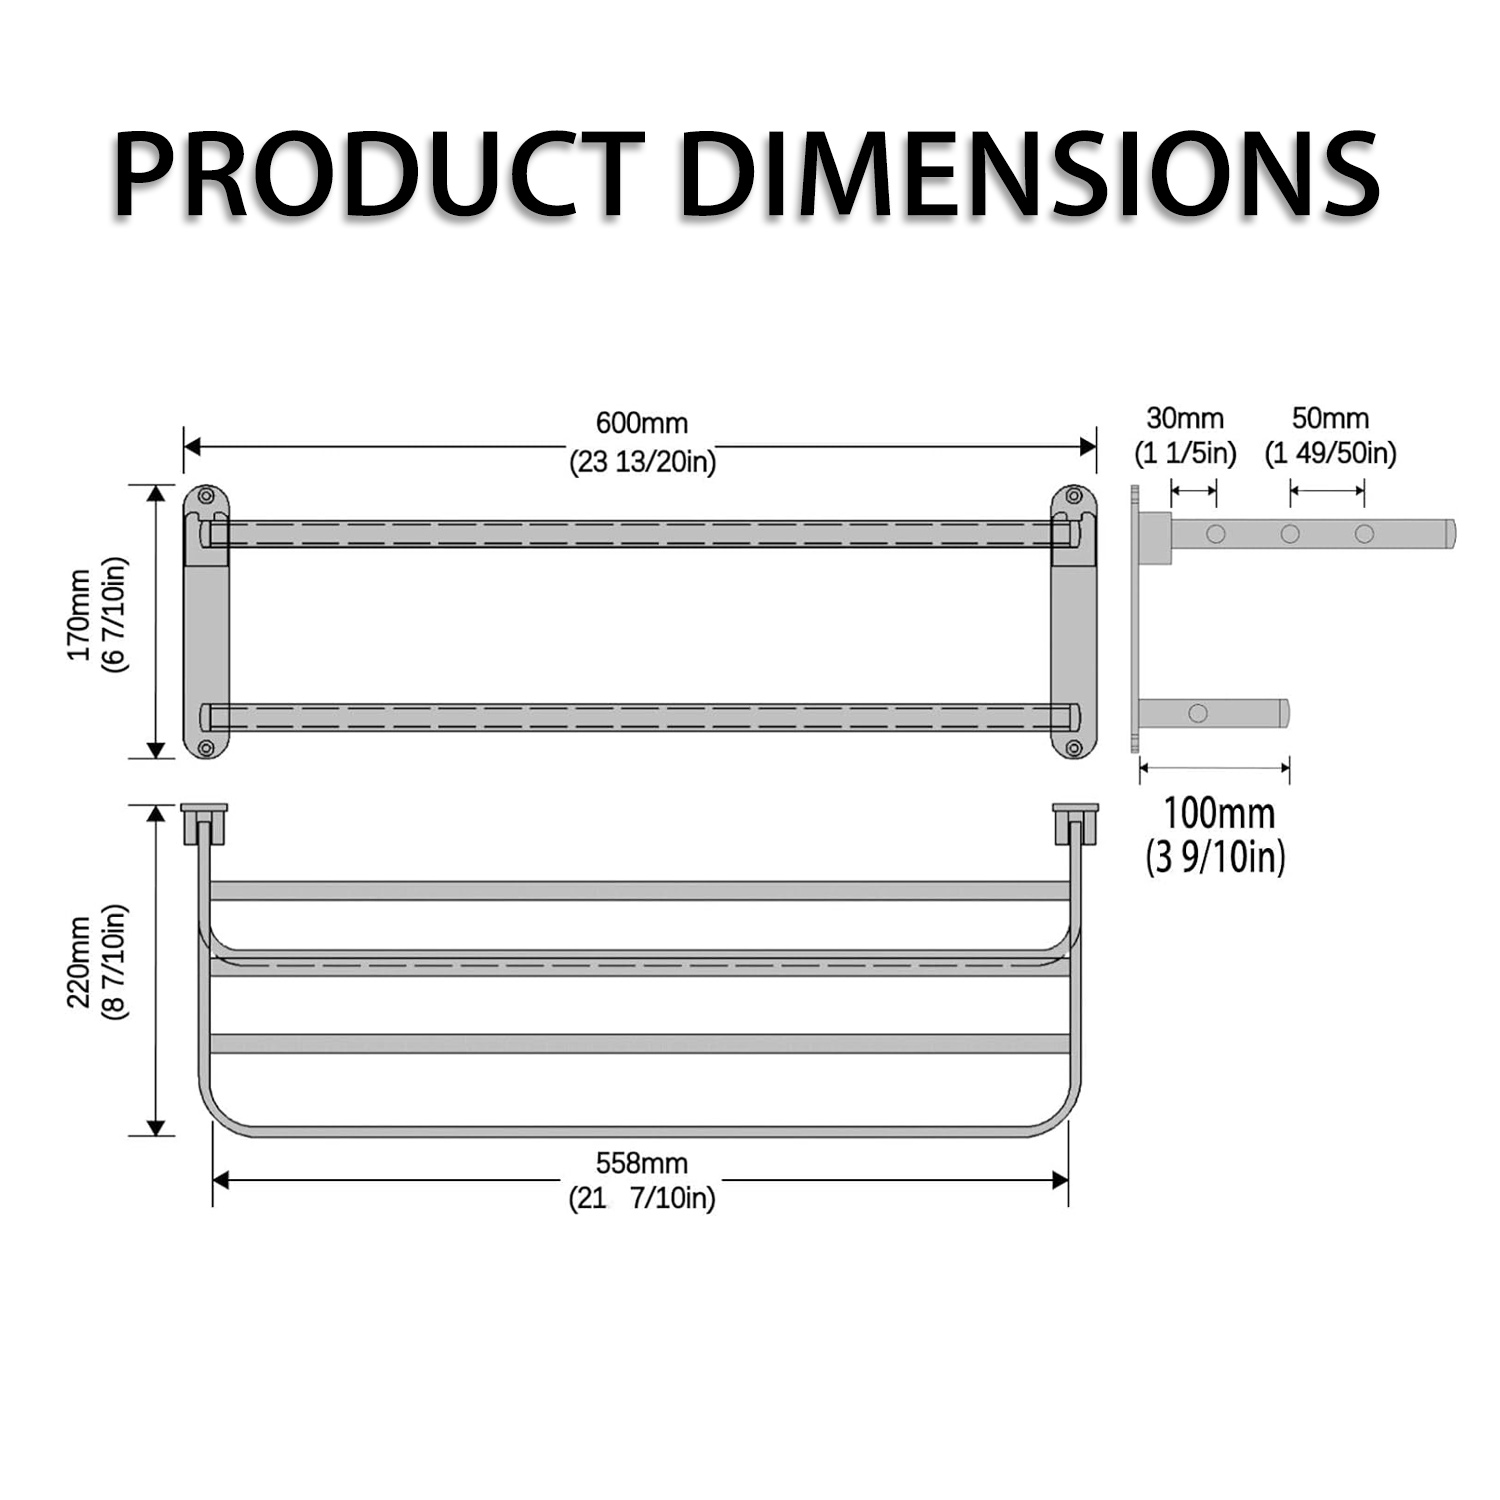 PRODUCT DIMENSIONS
600mm
(23 13/20in)
30mm
(1 1/5in)
50mm
(1 49/50in)
170mm
(6 7/10in)
100mm
(3 9/10in)
220mm
(8 7/10in)
558mm
(21 7/10in)